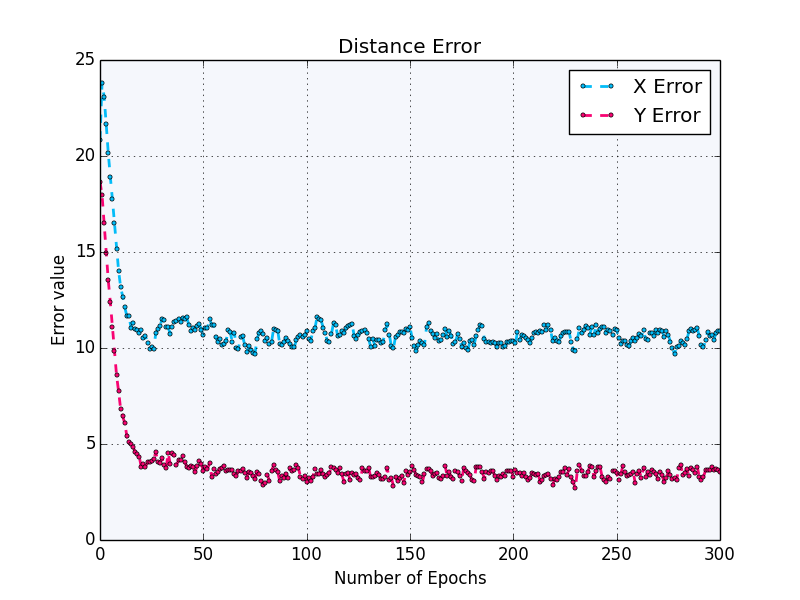 Distance Error
X Error
Y Error
Error value
25
20
15
10
5
0
0 50 100 150 200 250 300
Number of Epochs